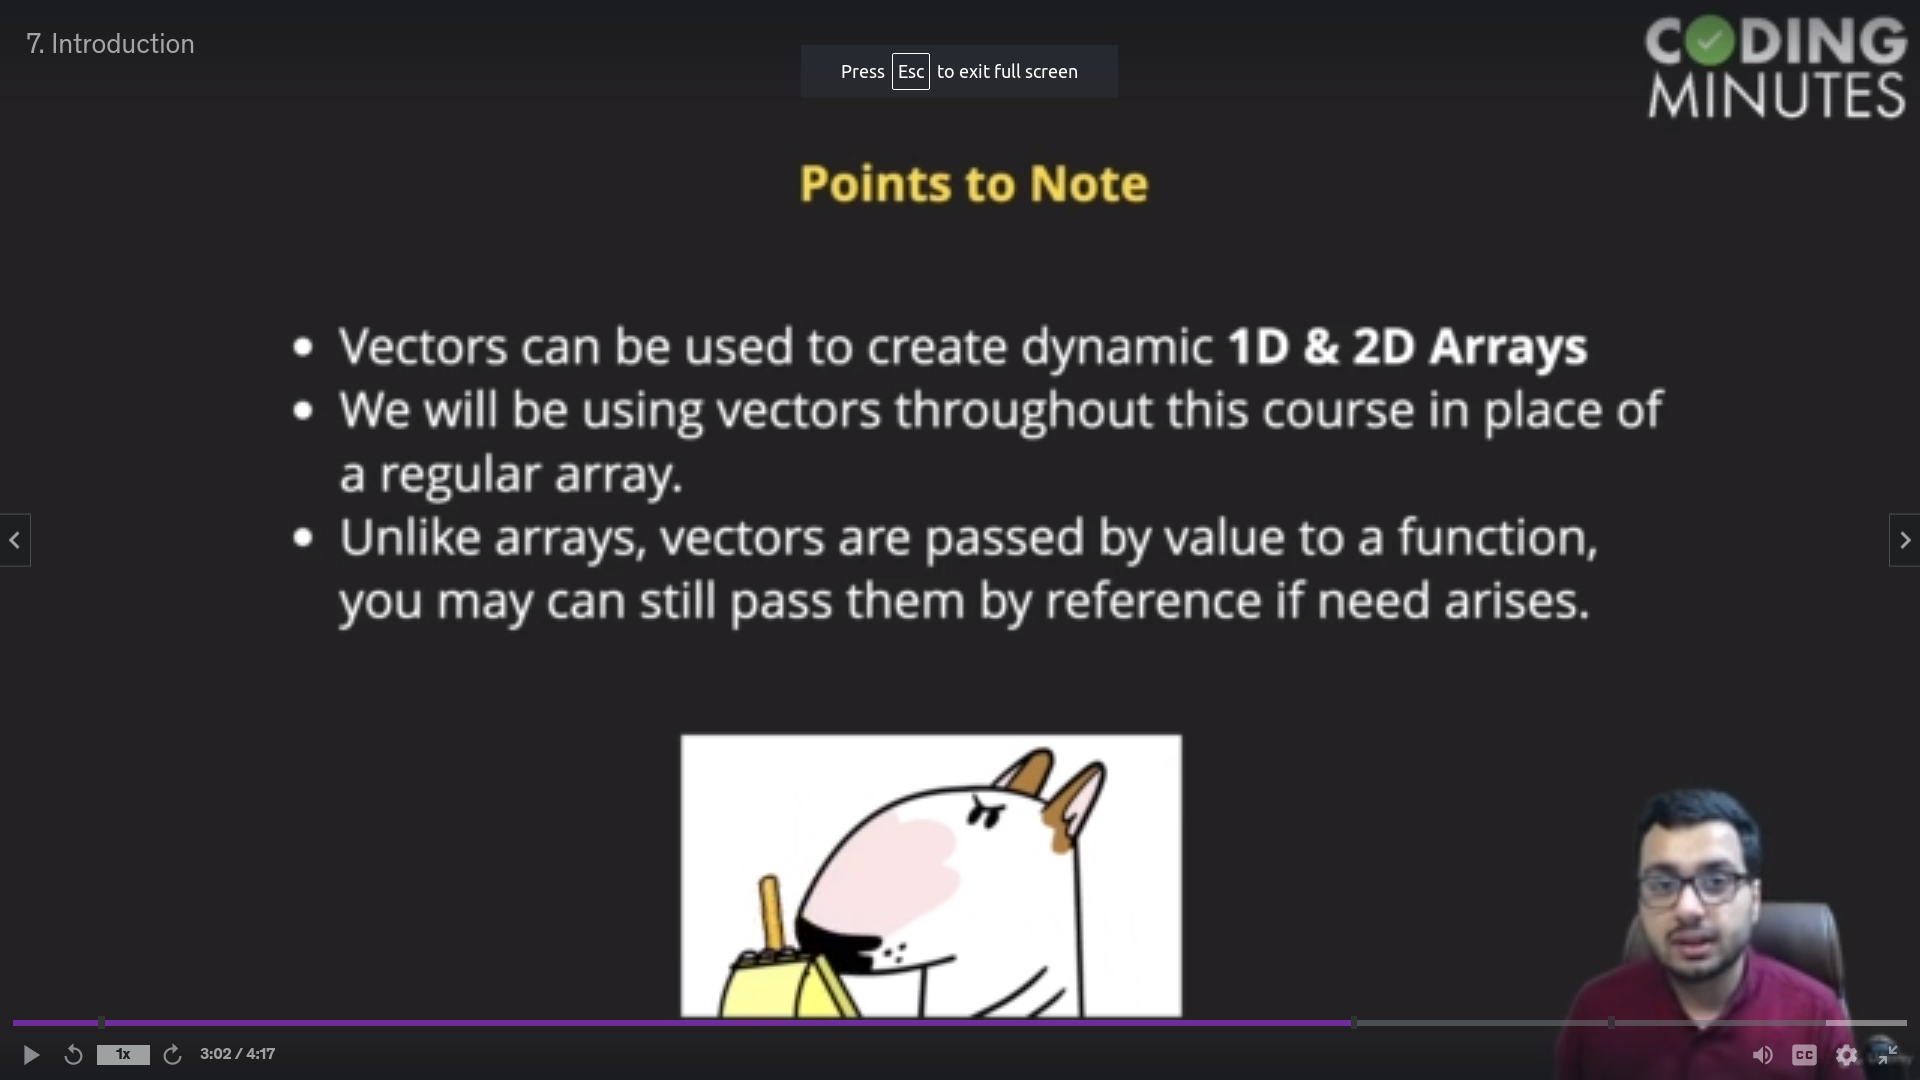 7. Introduction
Press Esc to exit full screen
CODING
MINUTES
Points to Note
• Vectors can be used to create dynamic 1D & 2D Arrays
• We will be using vectors throughout this course in place of
a regular array.
• Unlike arrays, vectors are passed by value to a function,
you may can still pass them by reference if need arises.
1x
3:02 / 4:17
CC